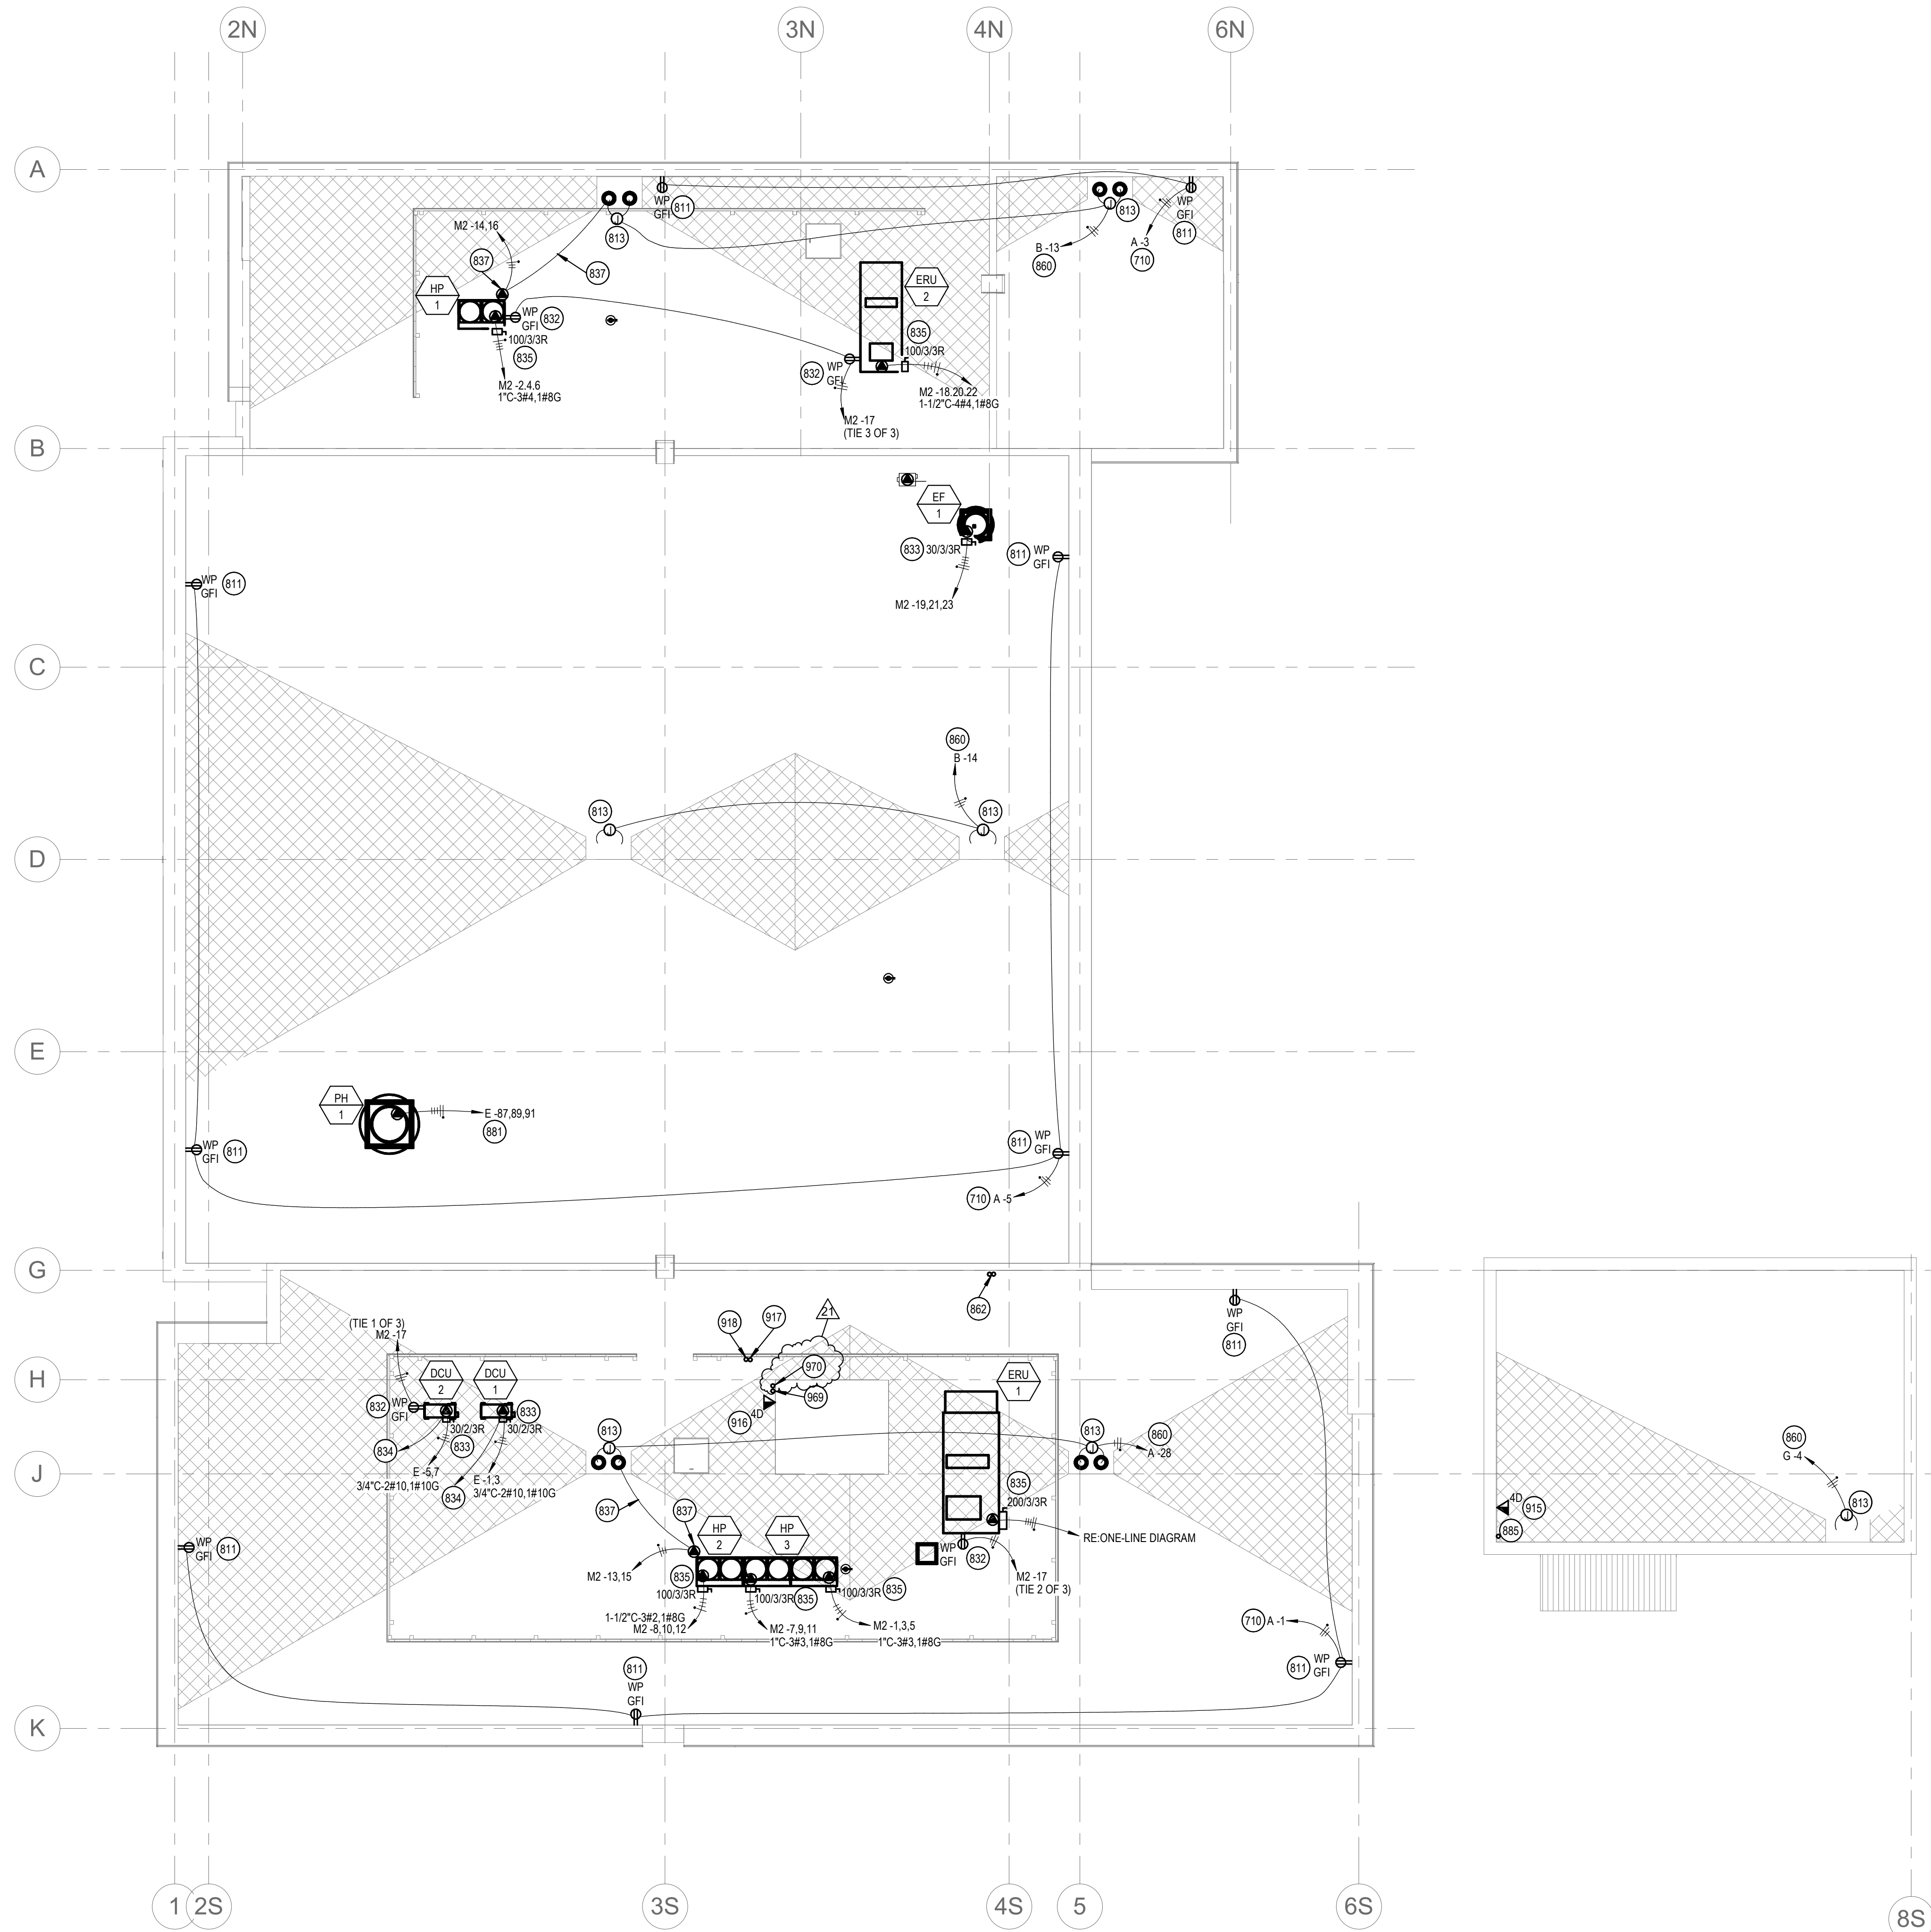 2N
3N
4N
6N
A
B
C
D
E
G
H
J
K
WP
GFI
811
813
M2 -14,16
837
837
HP
1
WP
GFI
832
100/3/3R
835
M2 -2.4.6
1"C-3#4,1#8G
ERU
2
835
100/3/3R
832
WP
GFI
M2 -18.20.22
1-1/2"C-4#4,1#8G
M2 -17
(TIE 3 OF 3)
813
B -13
860
WP
GFI
811
A -3
710
EF
1
833
30/3/3R
M2 -19,21,23
811
WP
GFI
WP
GFI
811
860
B -14
813
813
PH
1
E -87,89,91
881
WP
GFI
811
811
WP
GFI
710
A -5
862
918
917
21
970
969
916
4D
(TIE 1 OF 3)
M2 -17
DCU
2
DCU
1
832
WP
GFI
833
30/2/3R
30/2/3R
833
834
E -5,7
3/4"C-2#10,1#10G
834
E -1,3
3/4"C-2#10,1#10G
ERU
1
WP
GFI
811
813
813
860
A -28
837
837
HP
2
HP
3
835
200/3/3R
RE:ONE-LINE DIAGRAM
WP
GFI
832
M2 -17
(TIE 2 OF 3)
M2 -13,15
835
100/3/3R
100/3/3R
835
100/3/3R
835
1-1/2"C-3#2,1#8G
M2 -8,10,12
M2 -7,9,11
1"C-3#3,1#8G
M2 -1,3,5
1"C-3#3,1#8G
WP
GFI
811
811
WP
GFI
710
A -1
811
WP
GFI
860
G -4
813
4D
915
885
1
2S
3S
4S
5
6S
8S